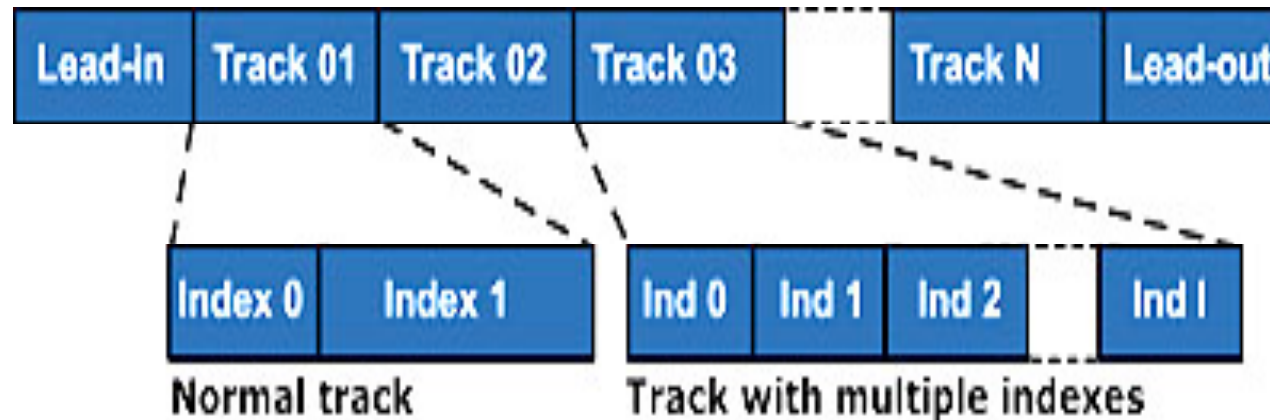 Lead-in Track 01 Track 02 Track 03 Track N Lead-out
Index 0 Index 1 Ind 0 Ind 1 Ind 2 Ind I
Normal track Track with multiple indexes